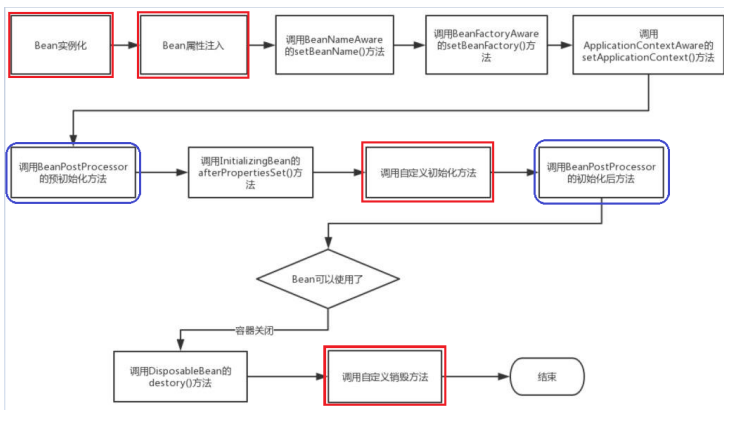 Bean实例化
Bean属性注入
调用BeanNameAware
的setBeanName()方法
调用BeanFactoryAware
的setBeanFactory()方
法
调用
ApplicationContextAware的
setApplicationContext()方法
调用BeanPostProcessor
的预初始化方法
调用InitializingBean的
afterPropertiesSet()方
法
调用自定义初始化方法
调用BeanPostProcessor
的初始化后方法
Bean可以使用了
容器关闭
调用DisposableBean的
destory()方法
调用自定义销毁方法
结束